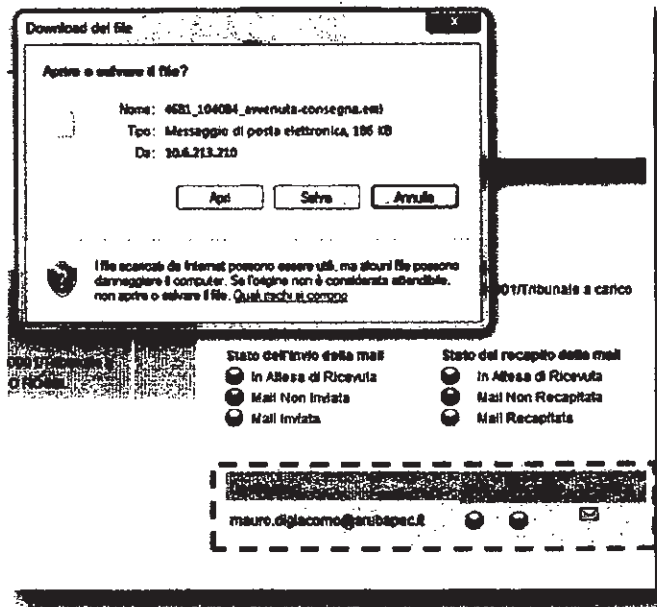 Download del file
x
Aprire o salvare il file?
Nome: 4681_104084_avvenuta-consegna.eml
Tipo: Messaggio di posta elettronica, 186 KB
Da: 10.6.213.210
Apri
Salva
Annulla
I file scaricati da Internet possono essere utili, ma alcuni file possono
danneggiare il computer. Se l'origine non è considerata attendibile,
non aprire o salvare il file. Quali rischi si corrono
001/Tribunale a carico
Stato dell'invio della mail
In Attesa di Ricevuta
Mail Non Inviata
Mail Inviata
Stato del recapito della mail
In Attesa di Ricevuta
Mail Non Recapitata
Mail Recapitata
mauro.digiacomo@arubapec.it